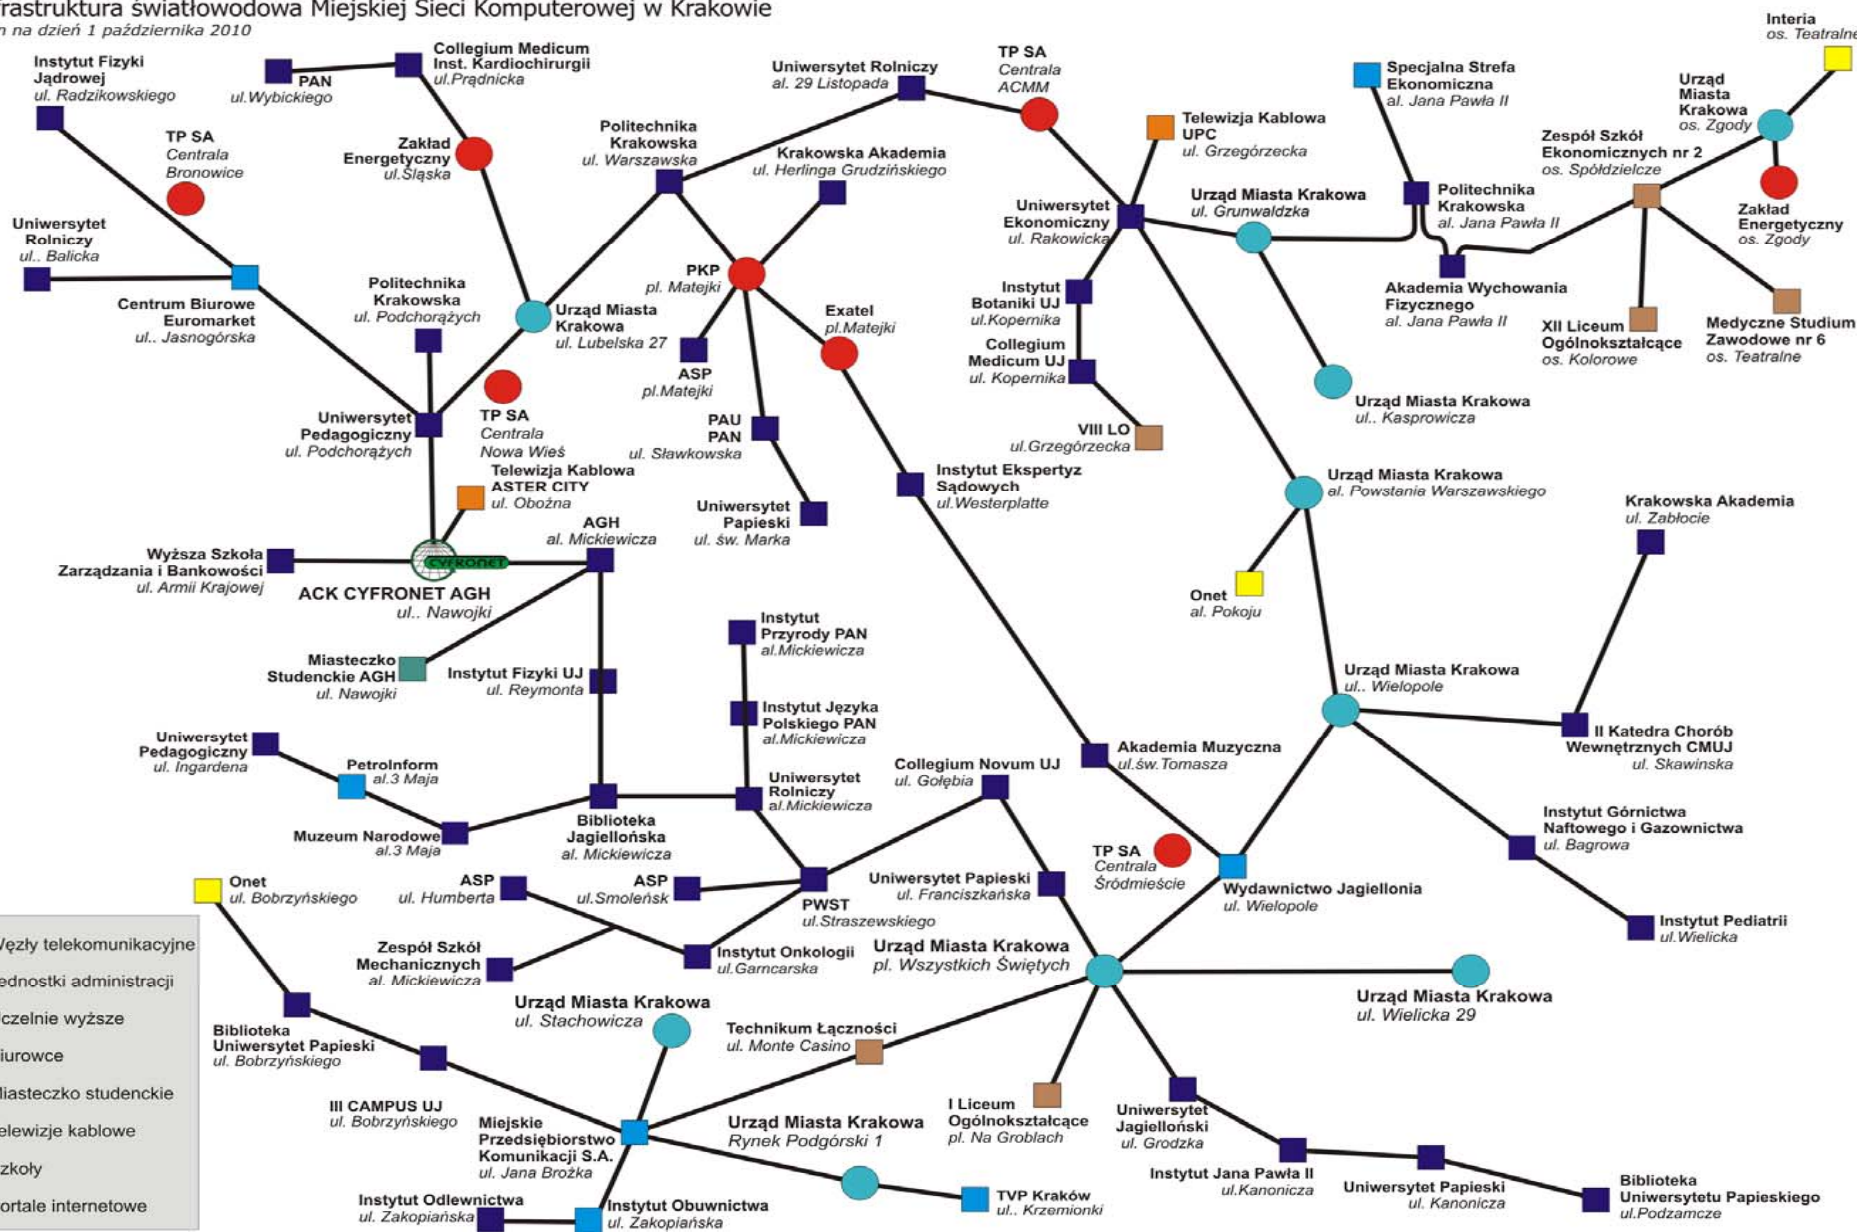 frastruktura światłowodowa Miejskiej Sieci Komputerowej w Krakowie
n na dzień 1 października 2010
Instytut Fizyki
Jądrowej
ul. Radzikowskiego
PAN
ul.Wybickiego
Collegium Medicum
Inst. Kardiochirurgii
ul.Prądnicka
TP SA
Centrala
Bronowice
Zakład
Energetyczny
ul.Śląska
Uniwersytet
Rolniczy
ul.. Balicka
Centrum Biurowe
Euromarket
ul.. Jasnogórska
Politechnika
Krakowska
ul. Podchorążych
Urząd Miasta
Krakowa
ul. Lubelska 27
Politechnika
Krakowska
ul. Warszawska
Uniwersytet Rolniczy
al. 29 Listopada
TP SA
Centrala
ACMM
Krakowska Akademia
ul. Herlinga Grudzińskiego
PKP
pl. Matejki
Exatel
pl.Matejki
ASP
pl.Matejki
PAU
PAN
ul. Sławkowska
Uniwersytet
Papieski
ul. św. Marka
Uniwersytet
Pedagogiczny
ul. Podchorążych
TP SA
Centrala
Nowa Wieś
Telewizja Kablowa
ASTER CITY
ul. Oboźna
AGH
al. Mickiewicza
Wyższa Szkoła
Zarządzania i Bankowości
ul. Armii Krajowej
CYFRONET
ACK CYFRONET AGH
ul.. Nawojki
Miasteczko
Studenckie AGH
ul. Nawojki
Instytut Fizyki UJ
ul. Reymonta
Telewizja Kablowa
UPC
ul. Grzegórzecka
Uniwersytet
Ekonomiczny
ul. Rakowicka
Urząd Miasta Krakowa
ul. Grunwaldzka
Instytut
Botaniki UJ
ul.Kopernika
Collegium
Medicum UJ
ul. Kopernika
VIII LO
ul.Grzegórzecka
Urząd Miasta Krakowa
ul.. Kasprowicza
Specjalna Strefa
Ekonomiczna
al. Jana Pawła II
Politechnika
Krakowska
al. Jana Pawła II
Akademia Wychowania
Fizycznego
al. Jana Pawła II
Zespół Szkół
Ekonomicznych nr 2
os. Spółdzielcze
Urząd
Miasta
Krakowa
os. Zgody
Interia
os. Teatralne
Zakład
Energetyczny
os. Zgody
XII Liceum
Ogólnokształcące
os. Kolorowe
Medyczne Studium
Zawodowe nr 6
os. Teatralne
Instytut Ekspertyz
Sądowych
ul.Westerplatte
Urząd Miasta Krakowa
al. Powstania Warszawskiego
Onet
al. Pokoju
Krakowska Akademia
ul. Zabłocie
Urząd Miasta Krakowa
ul.. Wielopole
II Katedra Chorób
Wewnętrznych CMUJ
ul. Skawinska
Instytut Górnictwa
Naftowego i Gazownictwa
ul. Bagrowa
Instytut Pediatrii
ul.Wielicka
Instytut
Przyrody PAN
al.Mickiewicza
Instytut Języka
Polskiego PAN
al.Mickiewicza
Uniwersytet
Rolniczy
al.Mickiewicza
Uniwersytet
Pedagogiczny
ul. Ingardena
PetroInform
al.3 Maja
Muzeum Narodowe
al.3 Maja
Biblioteka
Jagiellońska
al. Mickiewicza
Collegium Novum UJ
ul. Gołębia
Akademia Muzyczna
ul.św.Tomasza
TP SA
Centrala
Śródmieście
Wydawnictwo Jagiellonia
ul. Wielopole
Onet
ul. Bobrzyńskiego
ASP
ul. Humberta
ASP
ul.Smoleńsk
PWST
ul.Straszewskiego
Uniwersytet Papieski
ul. Franciszkańska
Zespół Szkół
Mechanicznych
al. Mickiewicza
Instytut Onkologii
ul.Garncarska
Urząd Miasta Krakowa
pl. Wszystkich Świętych
Urząd Miasta Krakowa
ul. Wielicka 29
Węzły telekomunikacyjne
ednostki administracji
Uczelnie wyższe
iurowce
Miasteczko studenckie
elewizje kablowe
zkoły
ortale internetowe
Biblioteka
Uniwersytet Papieski
ul. Bobrzyńskiego
III CAMPUS UJ
ul. Bobrzyńskiego
Urząd Miasta Krakowa
ul. Stachowicza
Technikum Łączności
ul. Monte Casino
Miejskie
Przedsiębiorstwo
Komunikacji S.A.
ul. Jana Brożka
Urząd Miasta Krakowa
Rynek Podgórski 1
I Liceum
Ogólnokształcące
pl. Na Groblach
Uniwersytet
Jagielloński
ul. Grodzka
Instytut Jana Pawła II
ul.Kanonicza
Uniwersytet Papieski
ul. Kanonicza
Biblioteka
Uniwersytetu Papieskiego
ul.Podzamcze
Instytut Odlewnictwa
ul. Zakopiańska
Instytut Obuwnictwa
ul. Zakopiańska
TVP Kraków
ul.. Krzemionki